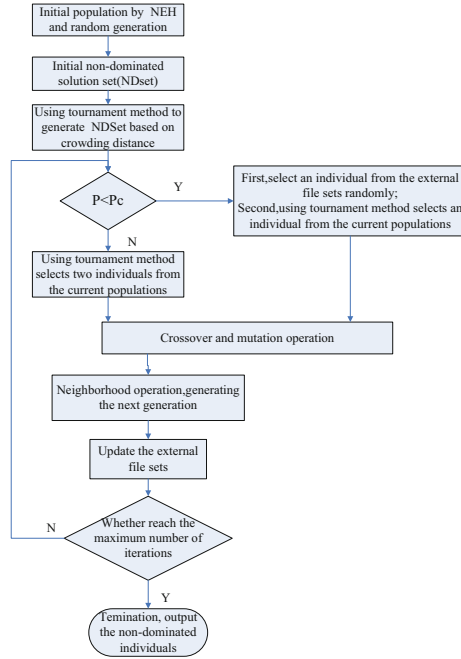 Initial population by NEH
and random generation
Initial non-dominated
solution set(NDset)
Using tournament method to
generate NDSet based on
crowding distance
P<Pc
Y
First,select an individual from the external
file sets randomly;
Second,using tournament method selects an
individual from the current populations
N
Using tournament method
selects two individuals from
the current populations
Crossover and mutation operation
Neighborhood operation,generating
the next generation
Update the external
file sets
Whether reach the
maximum number of
iterations
N
Y
Temination, output
the non-dominated
individuals